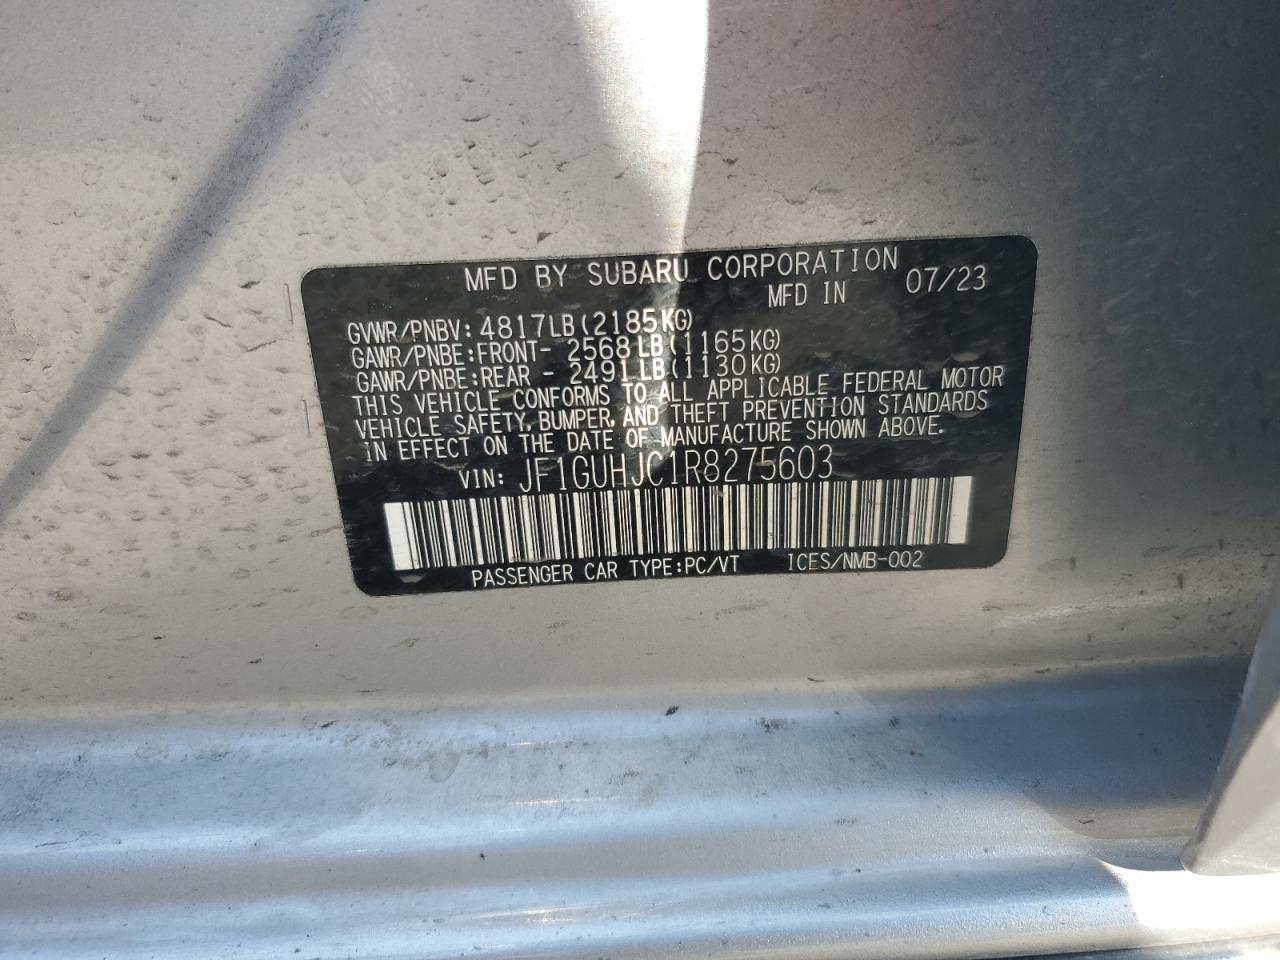 MFD BY SUBARU CORPORATION
MFD IN 07/23
GVWR/PNBV: 4817LB(2185KG)
GAWR/PNBE:FRONT- 2568LB(1165KG)
GAWR/PNBE:REAR - 2491LB(1130KG)
THIS VEHICLE CONFORMS TO ALL APPLICABLE FEDERAL MOTOR
VEHICLE SAFETY, BUMPER, AND THEFT PREVENTION STANDARDS
IN EFFECT ON THE DATE OF MANUFACTURE SHOWN ABOVE.
VIN: JF1GUHJC1R8275603
PASSENGER CAR TYPE:PC/VT ICES/NMB-002